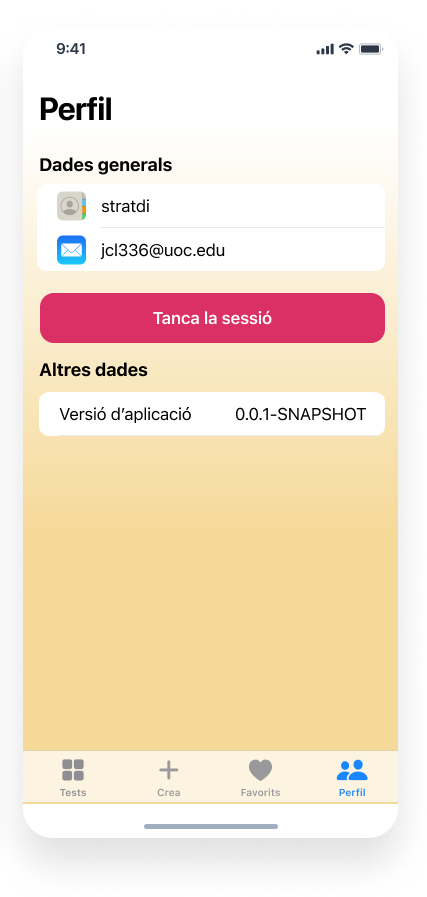 9:41
Perfil
Dades generals
stratdi
jcl336@uoc.edu
Tanca la sessió
Altres dades
Versió d’aplicació 0.0.1-SNAPSHOT
Tests Crea Favorits Perfil